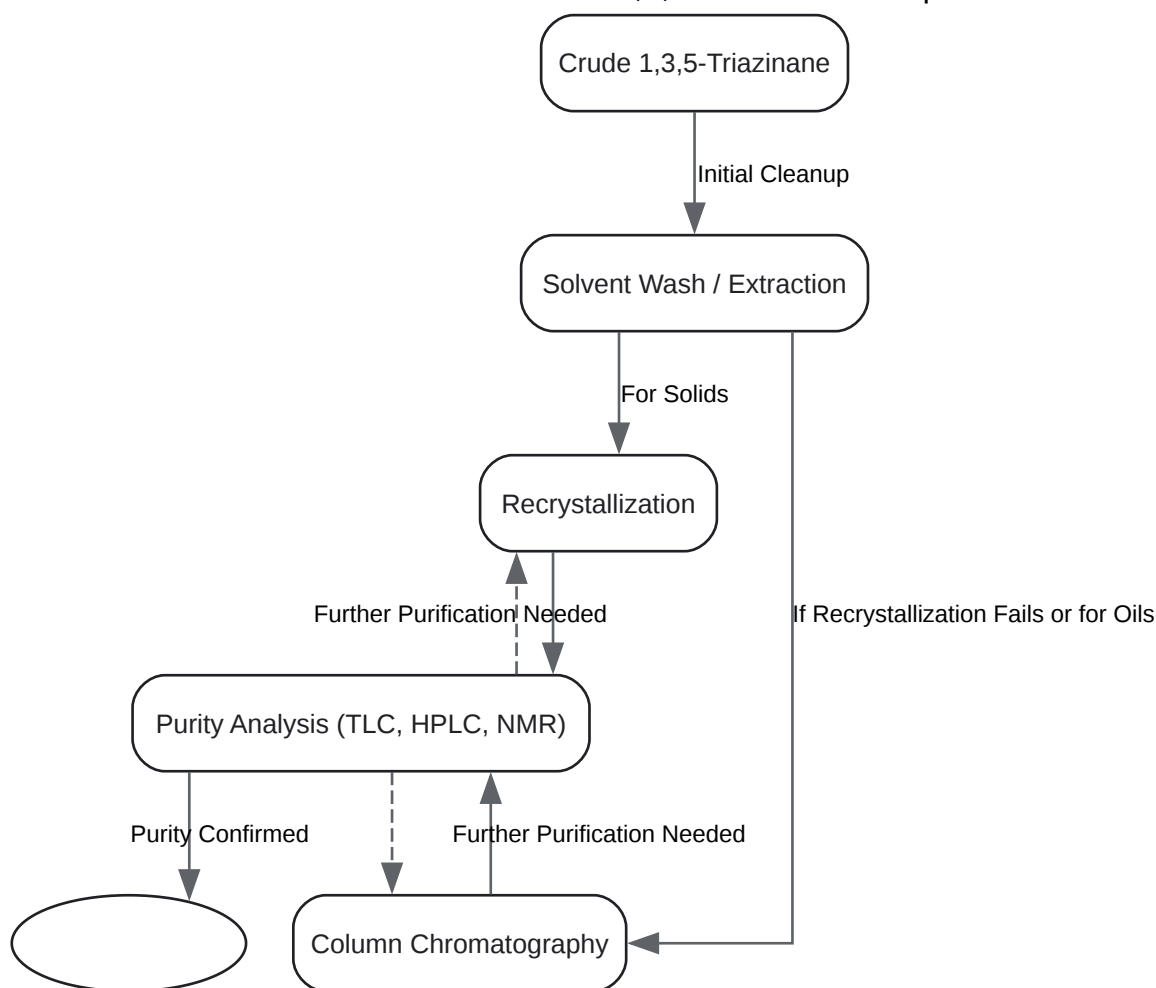 Crude 1,3,5-Triazinane
Initial Cleanup
Solvent Wash / Extraction
For Solids
Recrystallization
Further Purification Needed
If Recrystallization Fails or for Oils
Purity Analysis (TLC, HPLC, NMR)
Purity Confirmed
Further Purification Needed
Column Chromatography